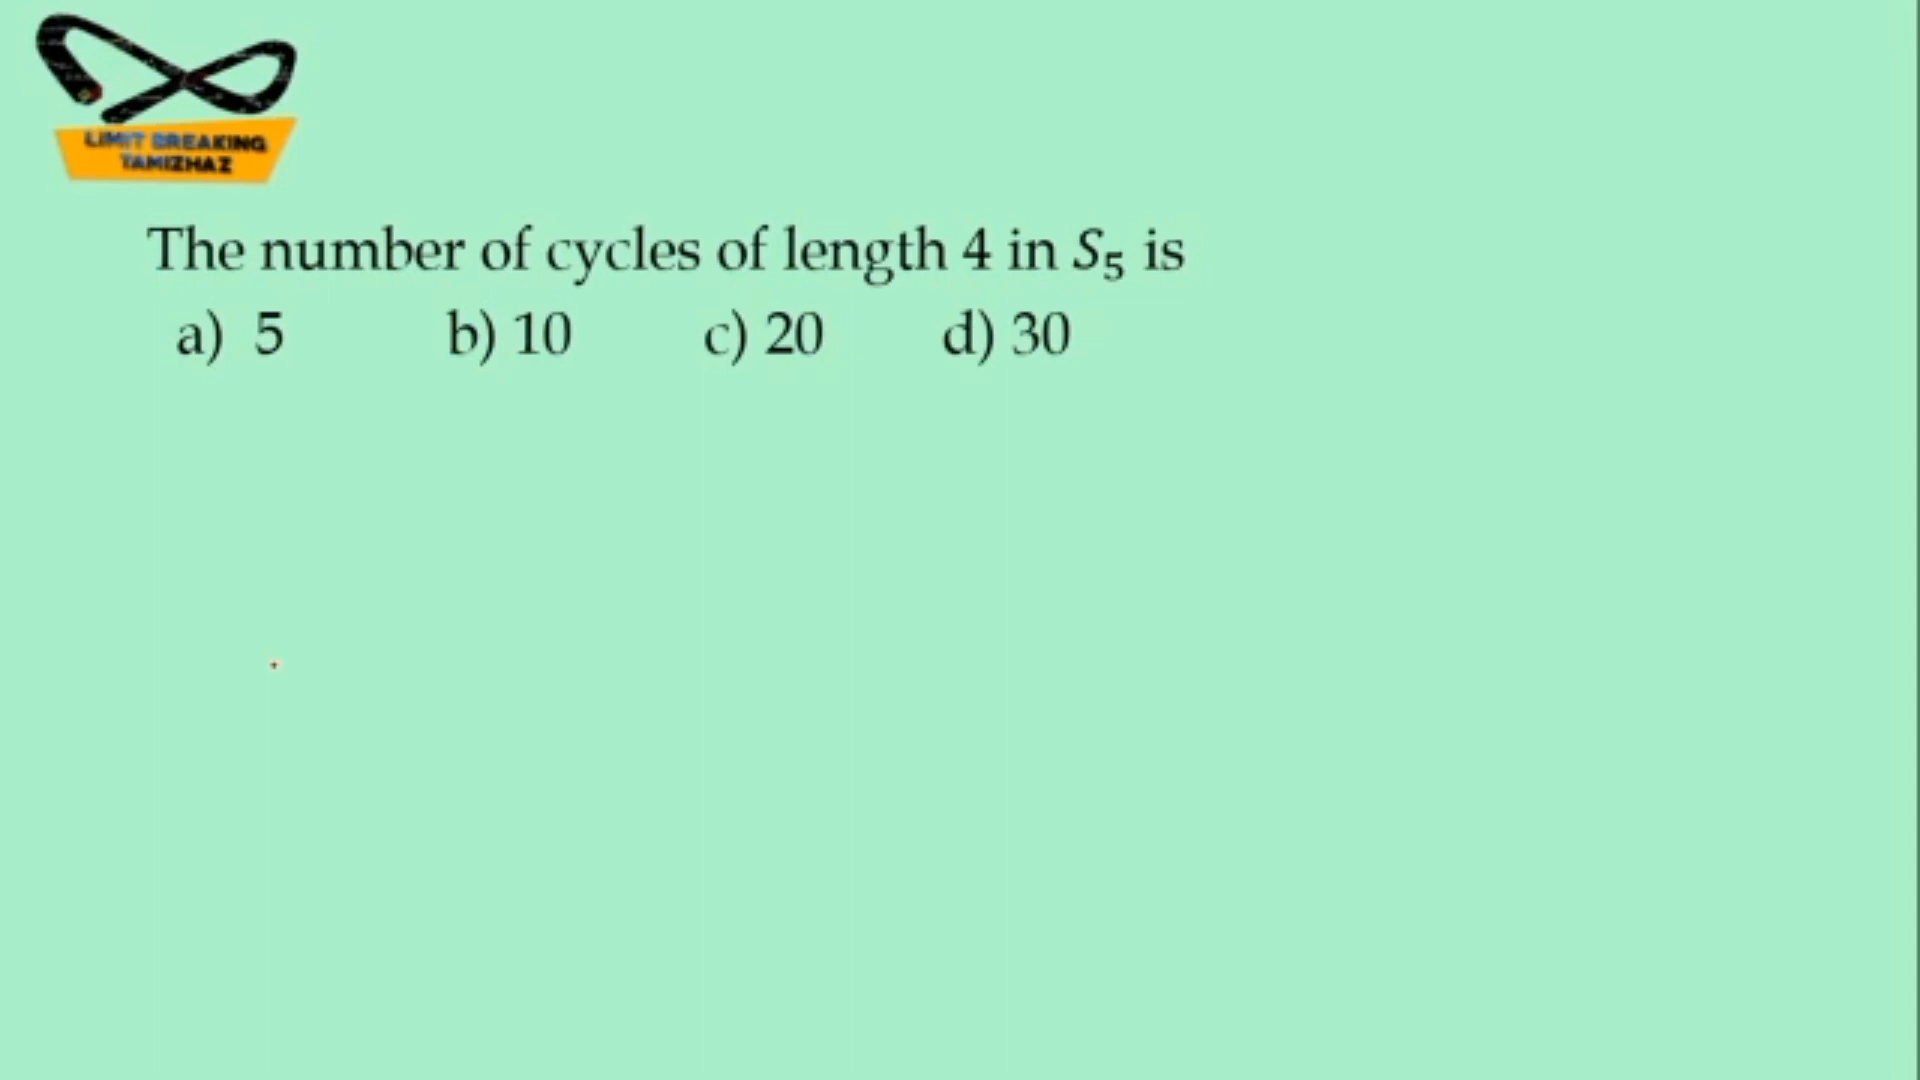 LIMIT BREAKING
TAMIZHAZ
The number of cycles of length 4 in S₅ is
a) 5 b) 10 c) 20 d) 30